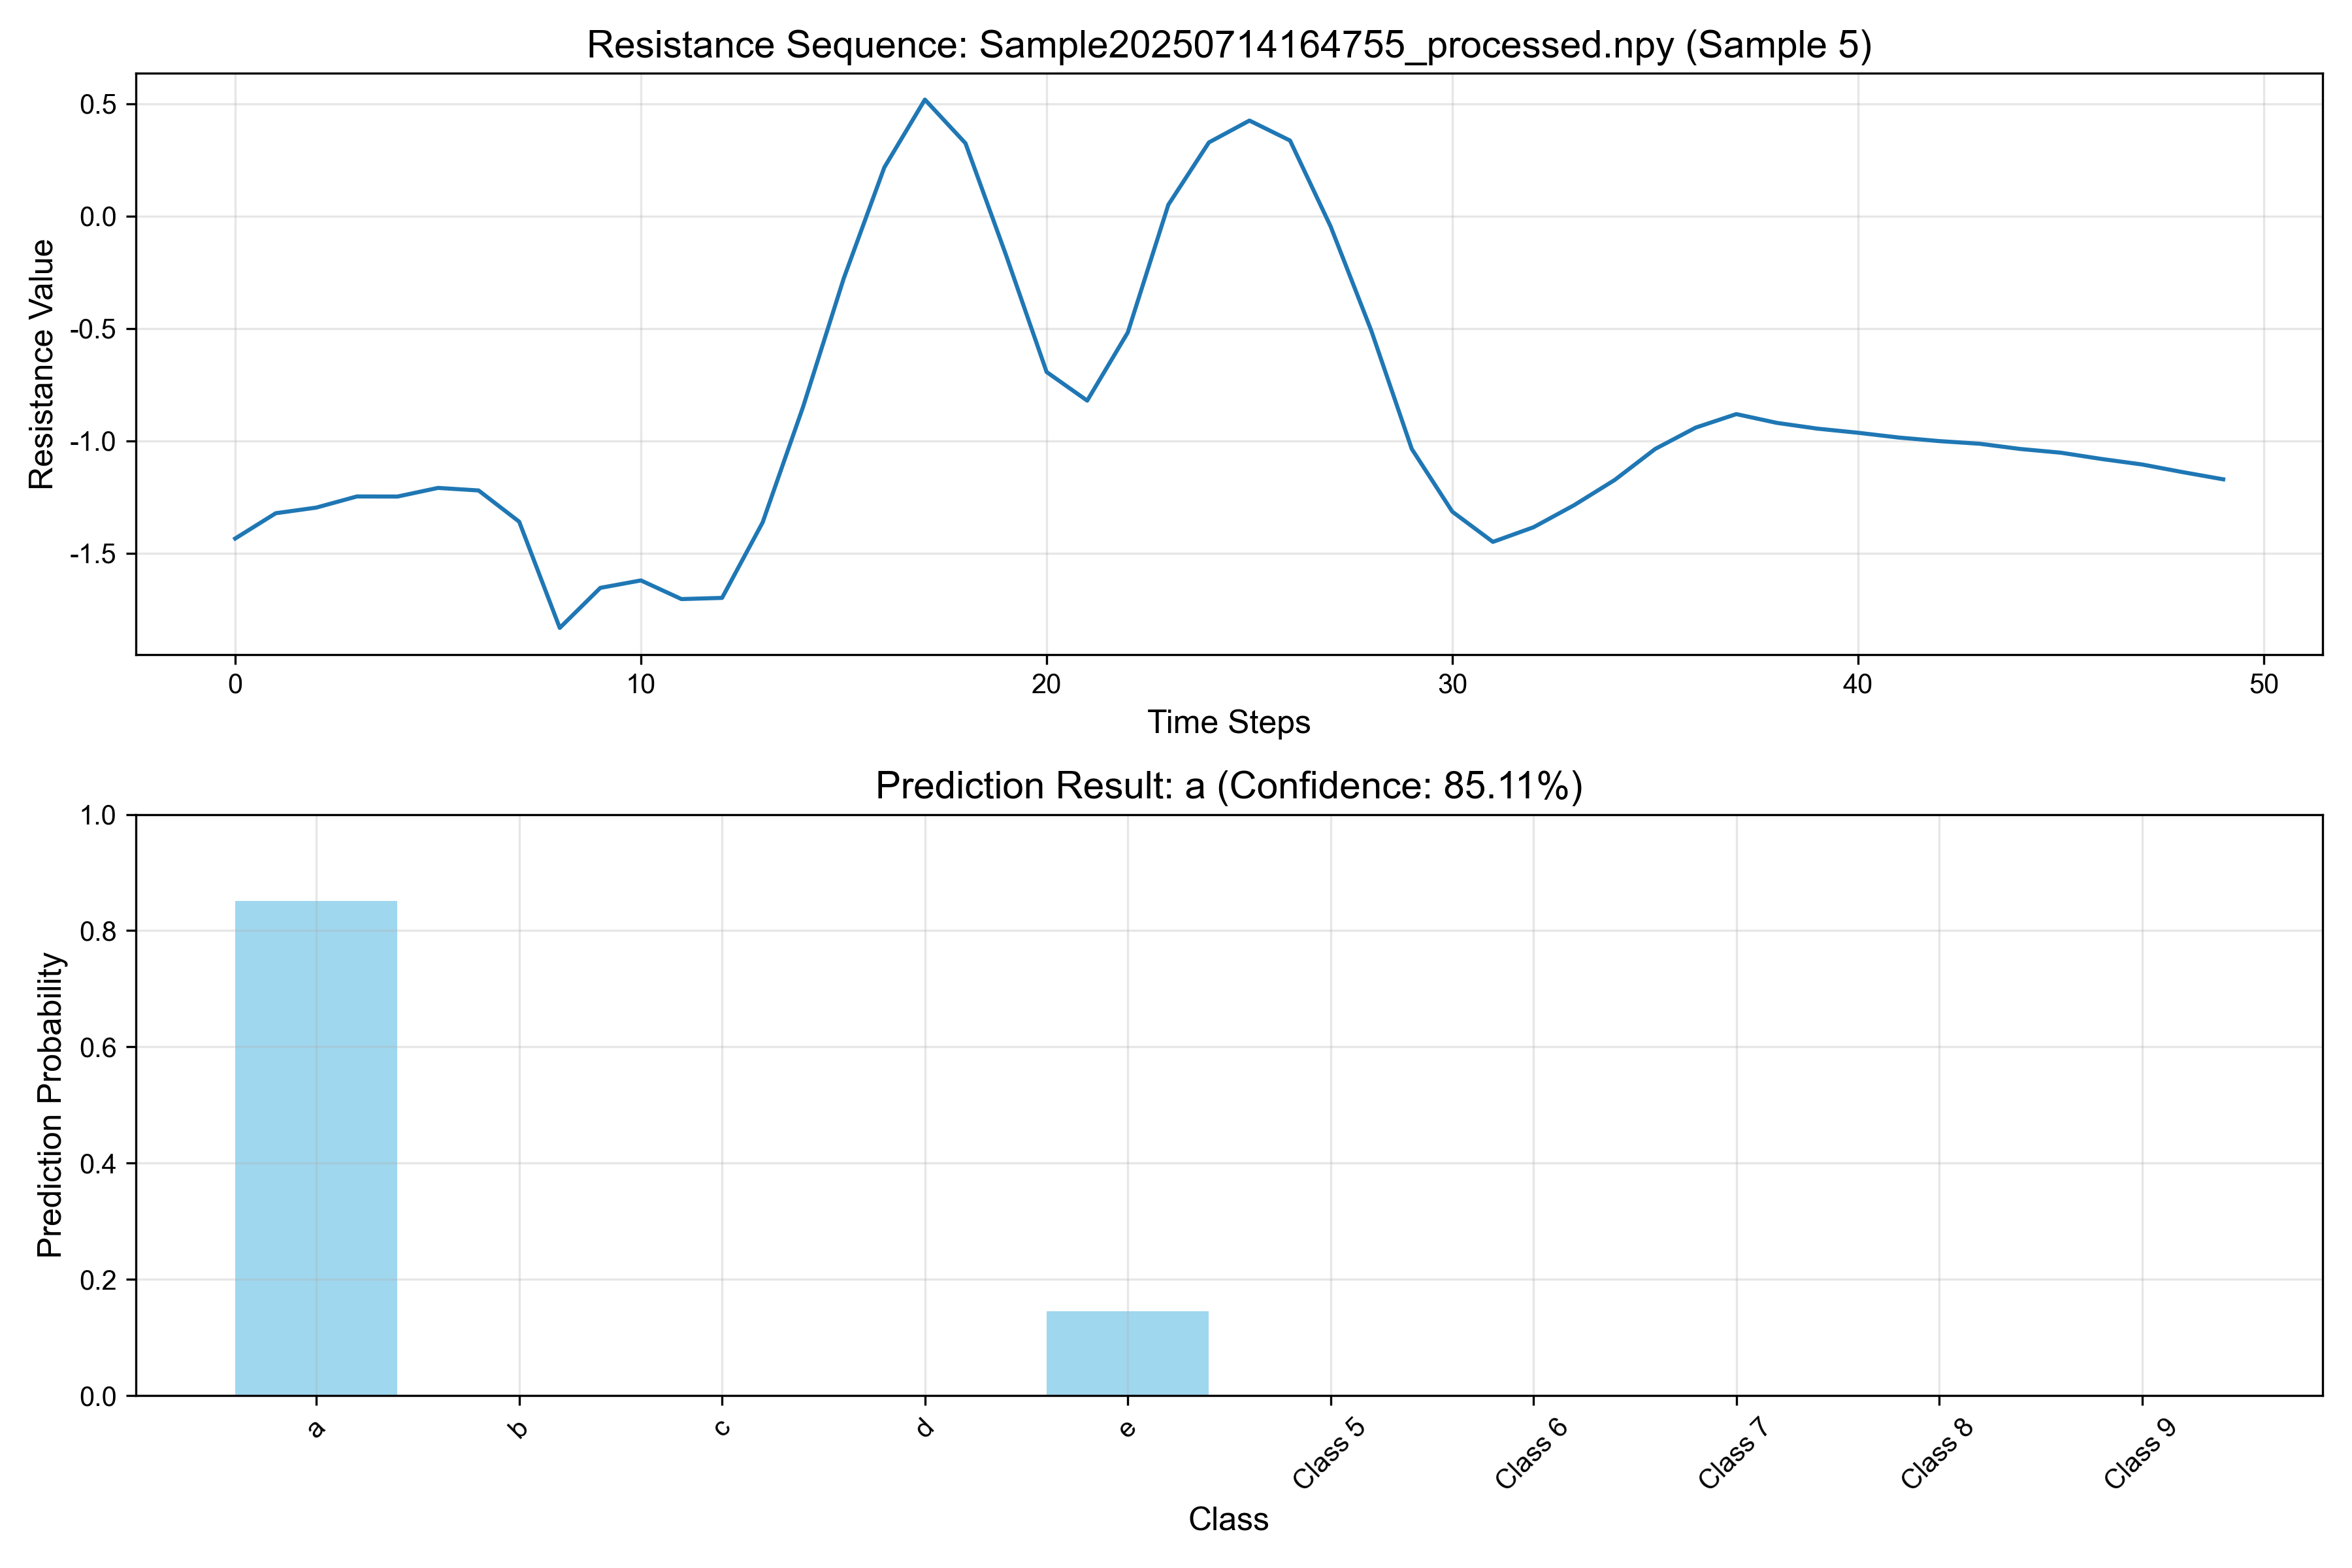 Resistance Sequence: Sample20250714164755_processed.npy (Sample 5)
Resistance Value
0.5
0.0
-0.5
-1.0
-1.5
0 10 20 30 40 50
Time Steps
Prediction Result: a (Confidence: 85.11%)
Prediction Probability
1.0
0.8
0.6
0.4
0.2
0.0
a b c d e Class 5 Class 6 Class 7 Class 8 Class 9
Class